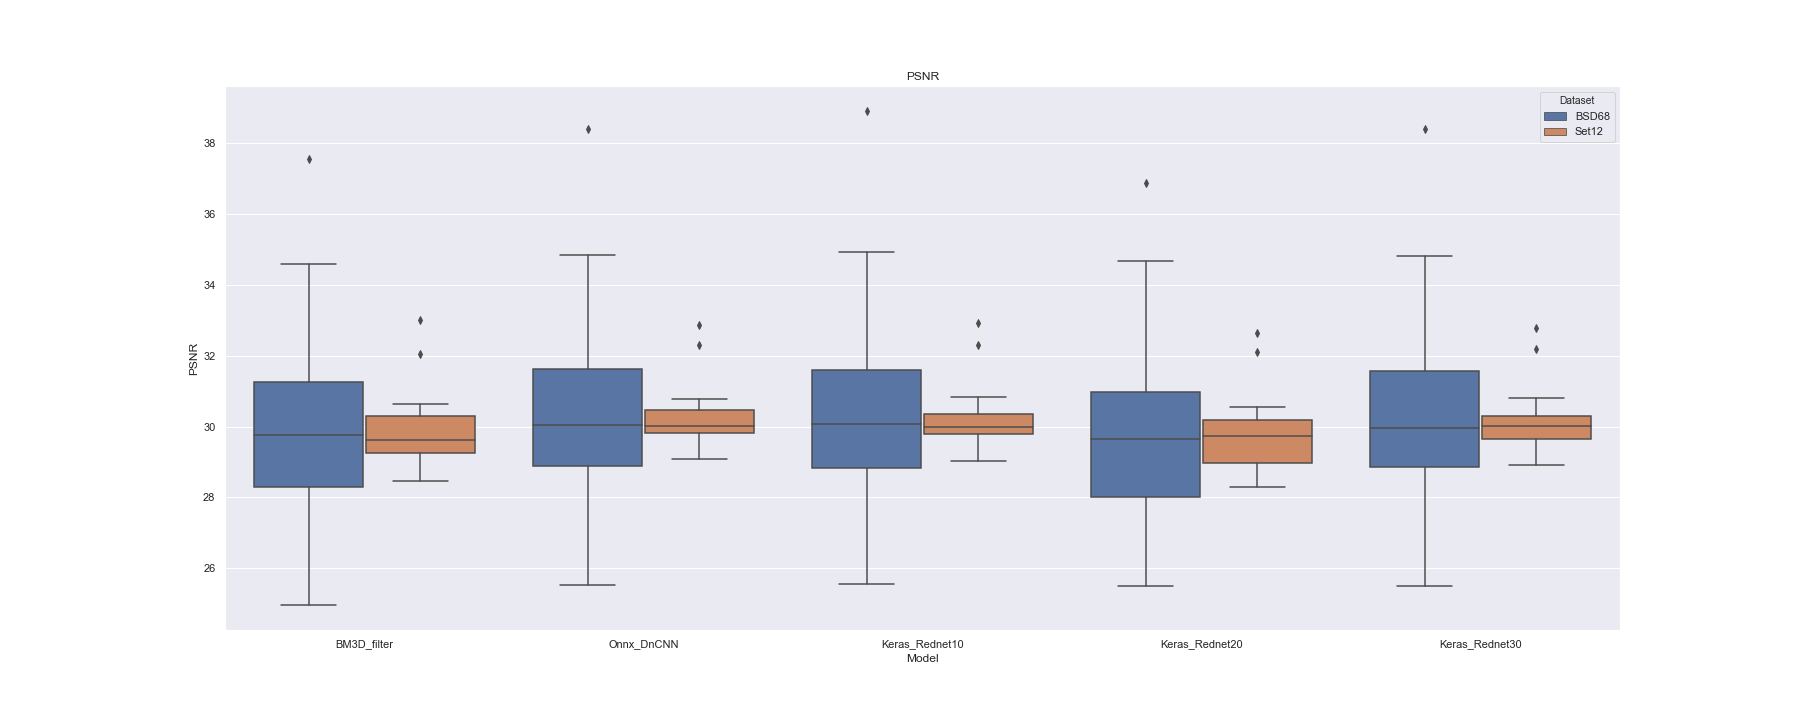 PSNR
Dataset
BSD68
Set12
38
36
34
32
30
28
26
PSNR
BM3D_filter
Onnx_DnCNN
Keras_Rednet10
Keras_Rednet20
Keras_Rednet30
Model